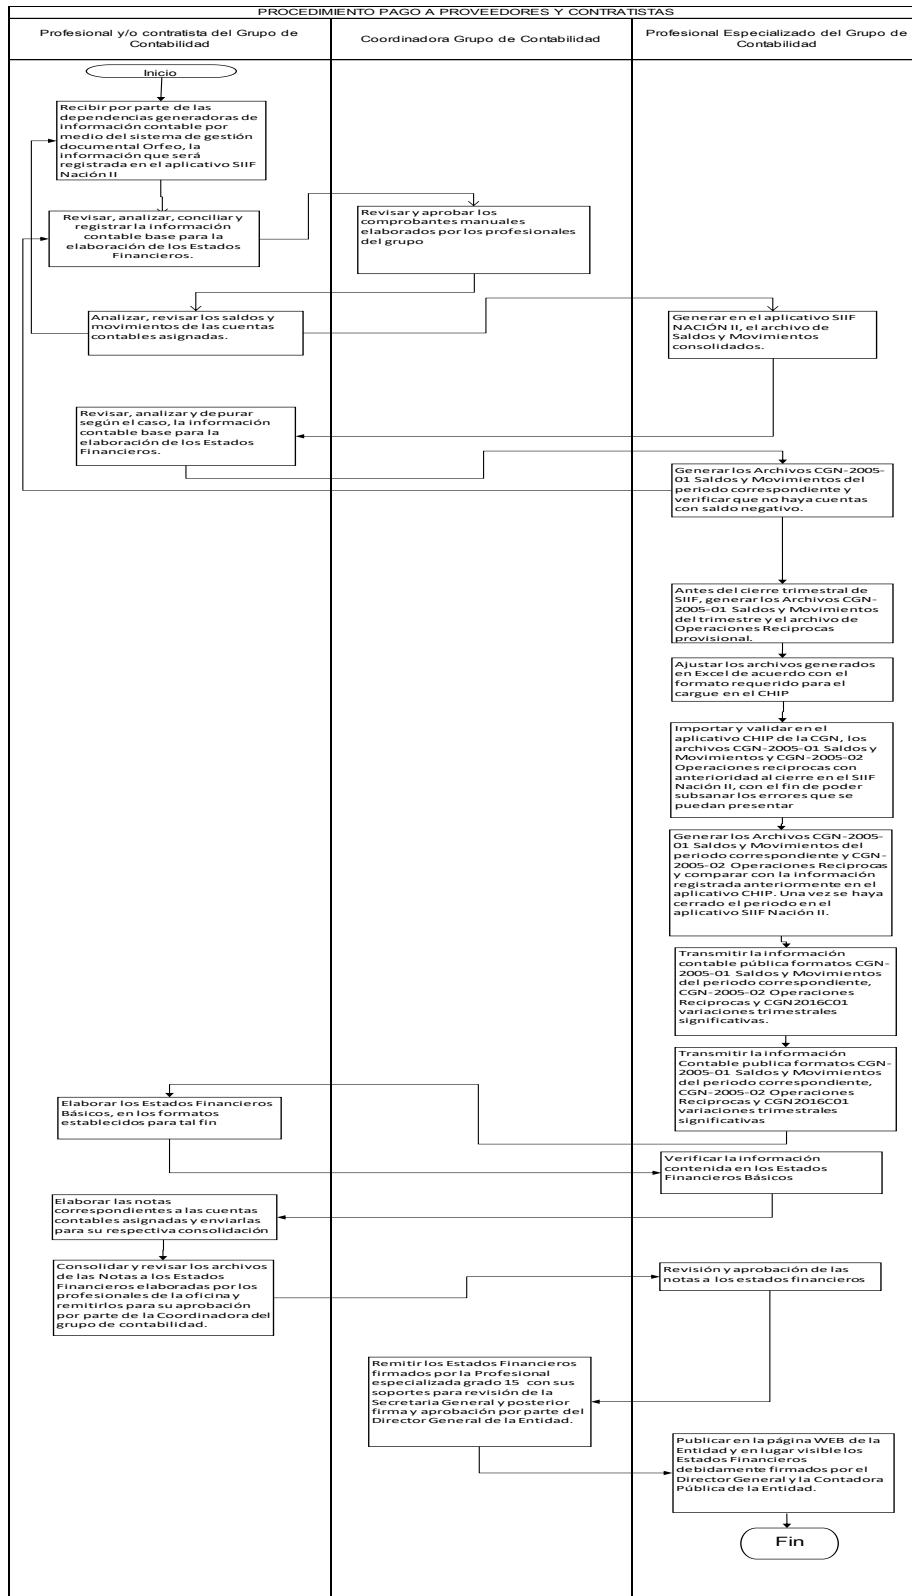 PROCEDIMIENTO PAGO A PROVEEDORES Y CONTRATISTAS
Profesional y/o contratista del Grupo de
Contabilidad
Coordinadora Grupo de Contabilidad
Profesional Especializado del Grupo de
Contabilidad
Inicio
Recibir por parte de las
dependencias generadoras de
información contable por
medio del sistema de gestión
documental Orfeo, la
información que será
registrada en el aplicativo SIIF
Nación II
Revisar, analizar, conciliar y
registrar la información
contable base para la
elaboración de los Estados
Financieros.
Revisar y aprobar los
comprobantes manuales
elaborados por los profesionales
del grupo
Analizar, revisar los saldos y
movimientos de las cuentas
contables asignadas.
Generar en el aplicativo SIIF
NACIÓN II, el archivo de
Saldos y Movimientos
consolidados.
Revisar, analizar y depurar
según el caso, la información
contable base para la
elaboración de los Estados
Financieros.
Generar los Archivos CGN-2005-
01 Saldos y Movimientos del
periodo correspondiente y
verificar que no haya cuentas
con saldo negativo.
Antes del cierre trimestral de
SIIF, generar los Archivos CGN-
2005-01 Saldos y Movimientos
del trimestre y el archivo de
Operaciones Reciprocas
provisional.
Ajustar los archivos generados
en Excel de acuerdo con el
formato requerido para el
cargue en el CHIP
Importar y validar en el
aplicativo CHIP de la CGN, los
archivos CGN-2005-01 Saldos y
Movimientos y CGN-2005-02
Operaciones reciprocas con
anterioridad al cierre en el SIIF
Nación II, con el fin de poder
subsanar los errores que se
puedan presentar
Generar los Archivos CGN-2005-
01 Saldos y Movimientos del
periodo correspondiente y CGN-
2005-02 Operaciones Reciprocas
y comparar con la información
registrada anteriormente en el
aplicativo CHIP. Una vez se haya
cerrado el periodo en el
aplicativo SIIF Nación II.
Transmitir la información
contable pública formatos CGN-
2005-01 Saldos y Movimientos
del periodo correspondiente,
CGN-2005-02 Operaciones
Reciprocas y CGN2016C01
variaciones trimestrales
significativas.
Transmitir la información
Contable publica formatos CGN-
2005-01 Saldos y Movimientos
del periodo correspondiente,
CGN-2005-02 Operaciones
Reciprocas y CGN2016C01
variaciones trimestrales
significativas
Elaborar los Estados Financieros
Básicos, en los formatos
establecidos para tal fin
Verificar la información
contenida en los Estados
Financieros Básicos
Elaborar las notas
correspondientes a las cuentas
contables asignadas y enviarlas
para su respectiva consolidación
Consolidar y revisar los archivos
de las Notas a los Estados
Financieros elaboradas por los
profesionales de la oficina y
remitirlos para su aprobación
por parte de la Coordinadora del
grupo de contabilidad.
Revisión y aprobación de las
notas a los estados financieros
Remitir los Estados Financieros
firmados por la Profesional
especializada grado 15 con sus
soportes para revisión de la
Secretaria General y posterior
firma y aprobación por parte del
Director General de la Entidad.
Publicar en la página WEB de la
Entidad y en lugar visible los
Estados Financieros
debidamente firmados por el
Director General y la Contadora
Pública de la Entidad.
Fin